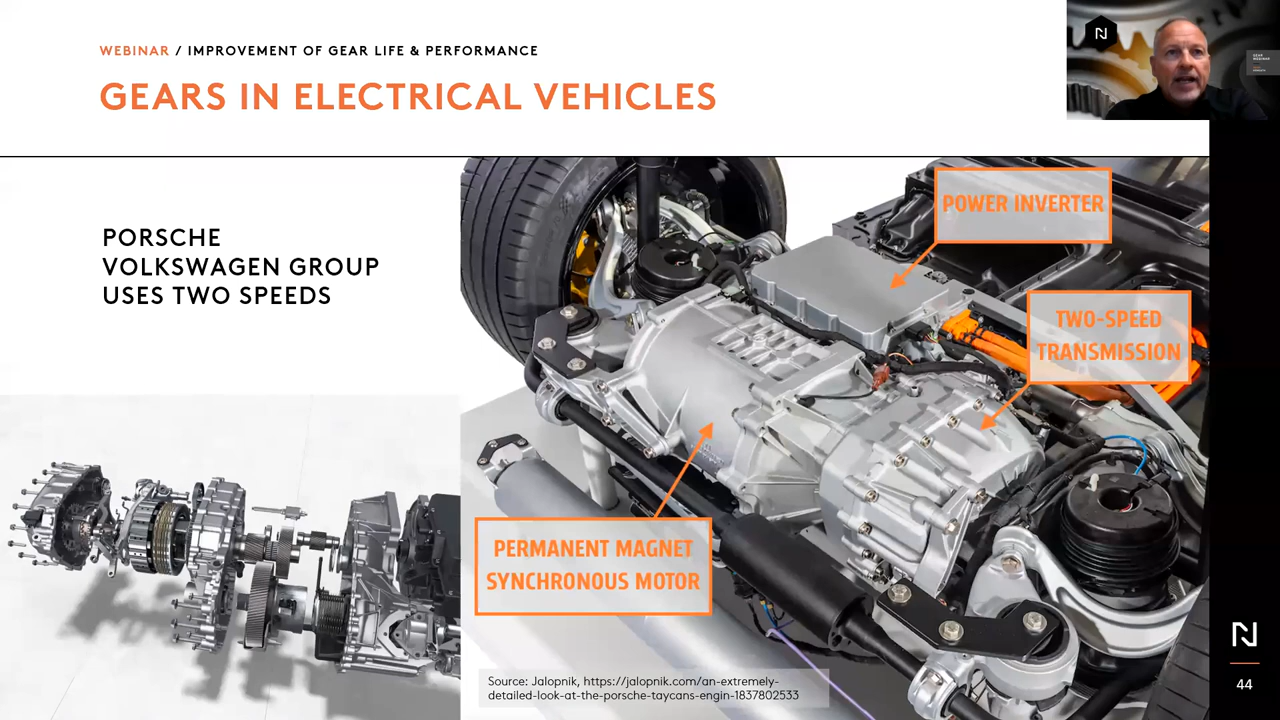 WEBINAR / IMPROVEMENT OF GEAR LIFE & PERFORMANCE
GEARS IN ELECTRICAL VEHICLES
PORSCHE
VOLKSWAGEN GROUP
USES TWO SPEEDS
POWER INVERTER
TWO-SPEED
TRANSMISSION
PERMANENT MAGNET
SYNCHRONOUS MOTOR
Source: Jalopnik, https://jalopnik.com/an-extremely-
detailed-look-at-the-porsche-taycans-engin-1837802533
N
44